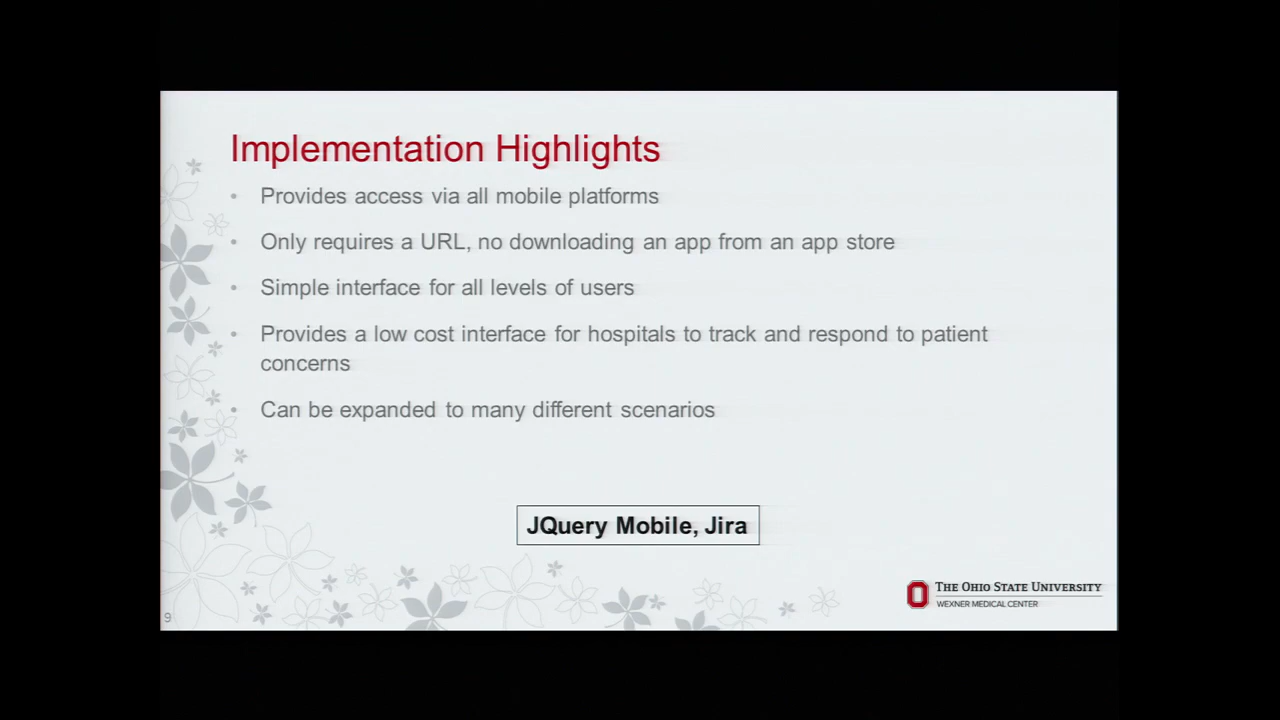 Implementation Highlights
• Provides access via all mobile platforms
• Only requires a URL, no downloading an app from an app store
• Simple interface for all levels of users
• Provides a low cost interface for hospitals to track and respond to patient
concerns
• Can be expanded to many different scenarios
JQuery Mobile, Jira
THE OHIO STATE UNIVERSITY
WEXNER MEDICAL CENTER
9